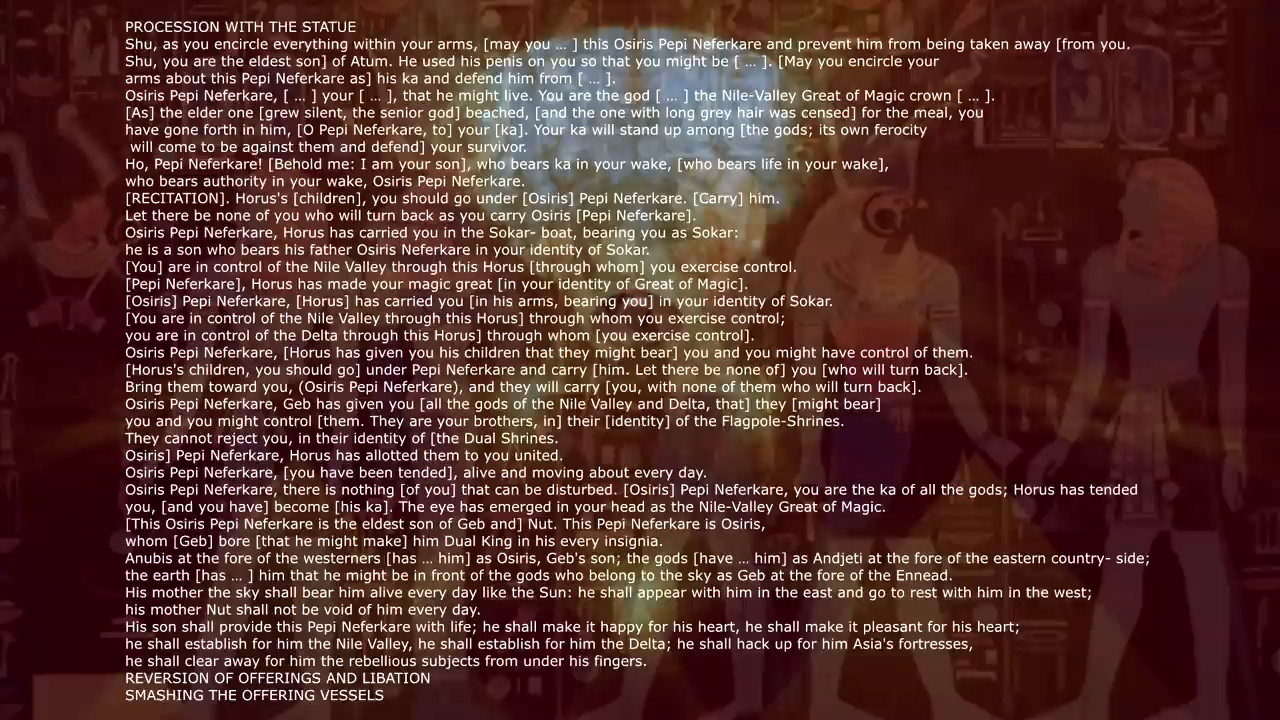 PROCESSION WITH THE STATUE
Shu, as you encircle everything within your arms, [may you ... ] this Osiris Pepi Neferkare and prevent him from being taken away [from you.
Shu, you are the eldest son] of Atum. He used his penis on you so that you might be [ ... ]. [May you encircle your
arms about this Pepi Neferkare as] his ka and defend him from [ ... ].
Osiris Pepi Neferkare, [ ... ] your [ ... ], that he might live. You are the god [ ... ] the Nile-Valley Great of Magic crown [ ... ].
[As] the elder one [grew silent, the senior god] beached, [and the one with long grey hair was censed] for the meal, you
have gone forth in him, [O Pepi Neferkare, to] your [ka]. Your ka will stand up among [the gods; its own ferocity
will come to be against them and defend] your survivor.
Ho, Pepi Neferkare! [Behold me: I am your son], who bears ka in your wake, [who bears life in your wake],
who bears authority in your wake, Osiris Pepi Neferkare.
[RECITATION]. Horus's [children], you should go under [Osiris] Pepi Neferkare. [Carry] him.
Let there be none of you who will turn back as you carry Osiris [Pepi Neferkare].
Osiris Pepi Neferkare, Horus has carried you in the Sokar- boat, bearing you as Sokar:
he is a son who bears his father Osiris Neferkare in your identity of Sokar.
[You] are in control of the Nile Valley through this Horus [through whom] you exercise control.
[Pepi Neferkare], Horus has made your magic great [in your identity of Great of Magic].
[Osiris] Pepi Neferkare, [Horus] has carried you [in his arms, bearing you] in your identity of Sokar.
[You are in control of the Nile Valley through this Horus] through whom you exercise control;
you are in control of the Delta through this Horus] through whom [you exercise control].
Osiris Pepi Neferkare, [Horus has given you his children that they might bear] you and you might have control of them.
[Horus's children, you should go] under Pepi Neferkare and carry [him. Let there be none of] you [who will turn back].
Bring them toward you, (Osiris Pepi Neferkare), and they will carry [you, with none of them who will turn back].
Osiris Pepi Neferkare, Geb has given you [all the gods of the Nile Valley and Delta, that] they [might bear]
you and you might control [them. They are your brothers, in] their [identity] of the Flagpole-Shrines.
They cannot reject you, in their identity of [the Dual Shrines.
Osiris] Pepi Neferkare, Horus has allotted them to you united.
Osiris Pepi Neferkare, [you have been tended], alive and moving about every day.
Osiris Pepi Neferkare, there is nothing [of you] that can be disturbed. [Osiris] Pepi Neferkare, you are the ka of all the gods; Horus has tended
you, [and you have] become [his ka]. The eye has emerged in your head as the Nile-Valley Great of Magic.
[This Osiris Pepi Neferkare is the eldest son of Geb and] Nut. This Pepi Neferkare is Osiris,
whom [Geb] bore [that he might make] him Dual King in his every insignia.
Anubis at the fore of the westerners [has ... him] as Osiris, Geb's son; the gods [have ... him] as Andjeti at the fore of the eastern country- side;
the earth [has ... ] him that he might be in front of the gods who belong to the sky as Geb at the fore of the Ennead.
His mother the sky shall bear him alive every day like the Sun: he shall appear with him in the east and go to rest with him in the west;
his mother Nut shall not be void of him every day.
His son shall provide this Pepi Neferkare with life; he shall make it happy for his heart, he shall make it pleasant for his heart;
he shall establish for him the Nile Valley, he shall establish for him the Delta; he shall hack up for him Asia's fortresses,
he shall clear away for him the rebellious subjects from under his fingers.
REVERSION OF OFFERINGS AND LIBATION
SMASHING THE OFFERING VESSELS